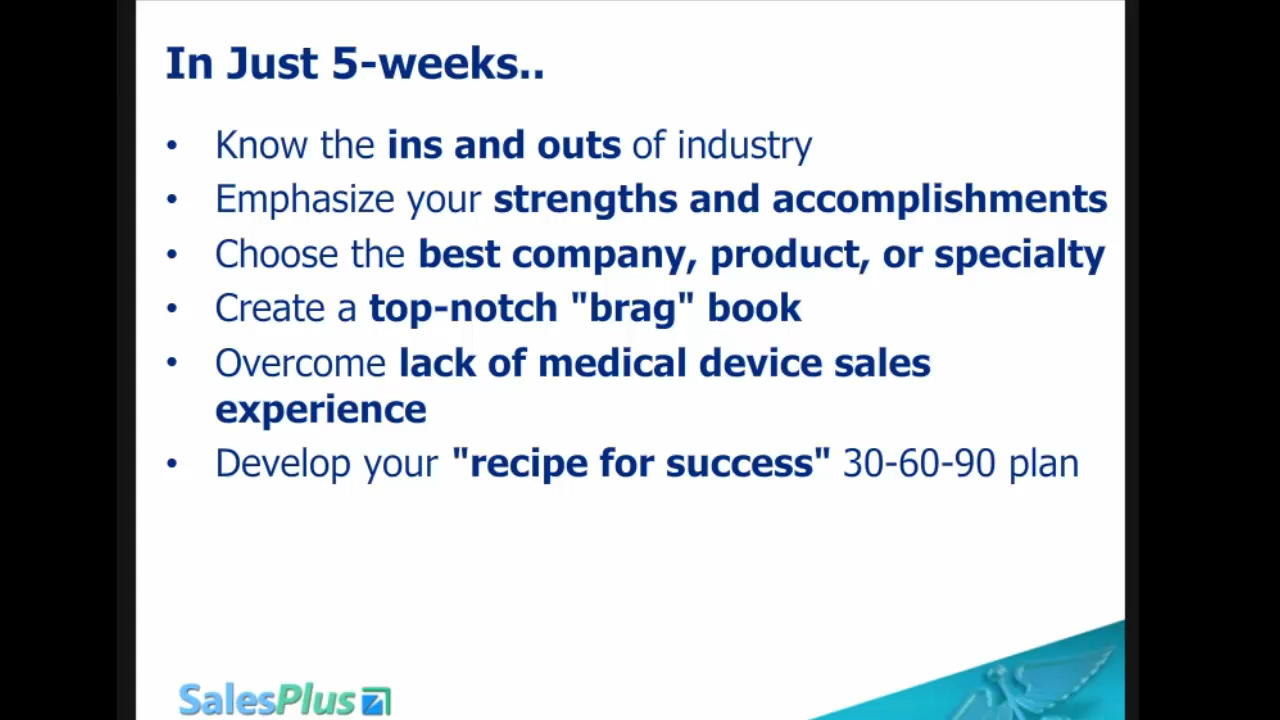 In Just 5-weeks..
• Know the ins and outs of industry
• Emphasize your strengths and accomplishments
• Choose the best company, product, or specialty
• Create a top-notch "brag" book
• Overcome lack of medical device sales
experience
• Develop your "recipe for success" 30-60-90 plan
SalesPlus